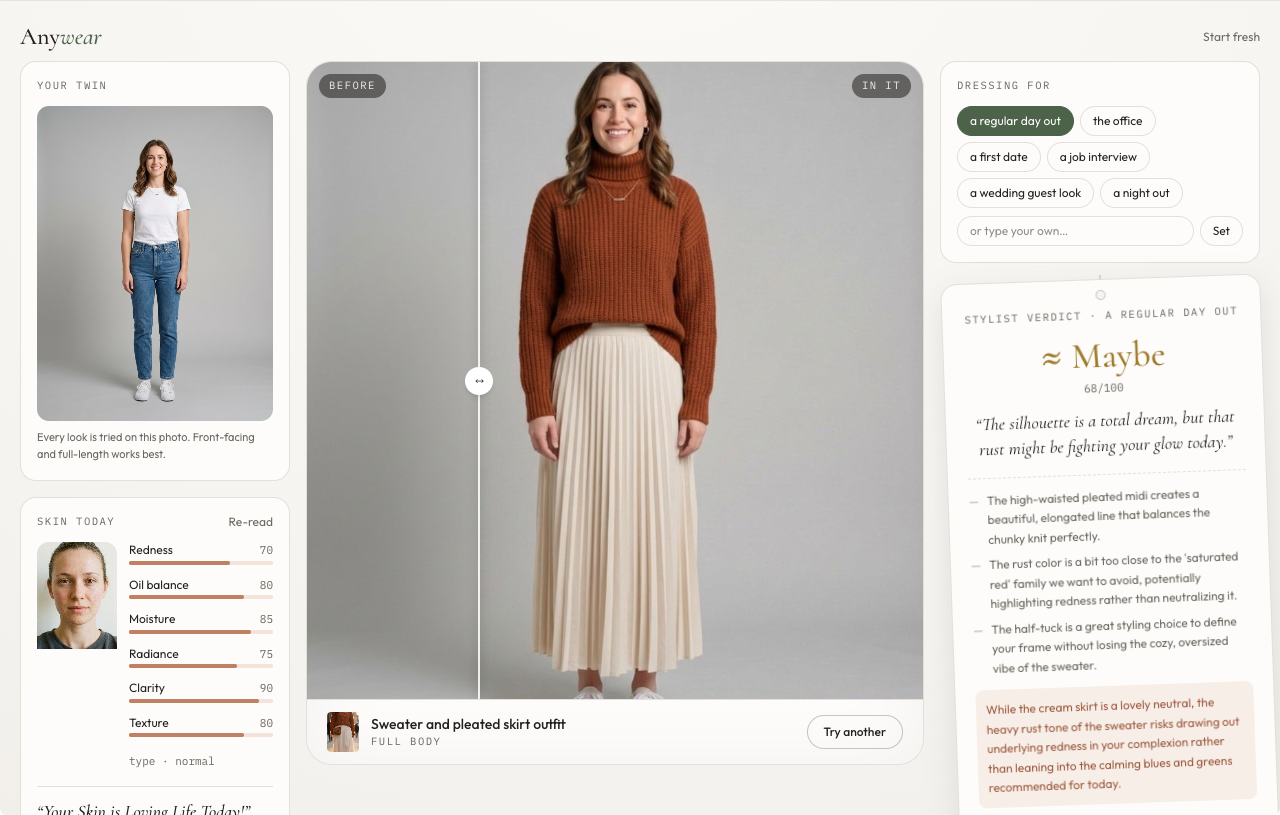 Anywear
Start fresh
YOUR TWIN
Every look is tried on this photo. Front-facing
and full-length works best.
SKIN TODAY
Re-read
Redness 70
Oil balance 80
Moisture 85
Radiance 75
Clarity 90
Texture 80
type · normal
“Your Skin is Loving Life Today!”
BEFORE
IN IT
↔
Sweater and pleated skirt outfit
FULL BODY
Try another
DRESSING FOR
a regular day out
the office
a first date
a job interview
a wedding guest look
a night out
or type your own...
Set
STYLIST VERDICT · A REGULAR DAY OUT
≈ Maybe
68/100
“The silhouette is a total dream, but that
rust might be fighting your glow today.”
— The high-waisted pleated midi creates a
beautiful, elongated line that balances the
chunky knit perfectly.
— The rust color is a bit too close to the 'saturated
red' family we want to avoid, potentially
highlighting redness rather than neutralizing it.
— The half-tuck is a great styling choice to define
your frame without losing the cozy, oversized
vibe of the sweater.
While the cream skirt is a lovely neutral, the
heavy rust tone of the sweater risks drawing out
underlying redness in your complexion rather
than leaning into the calming blues and greens
recommended for today.